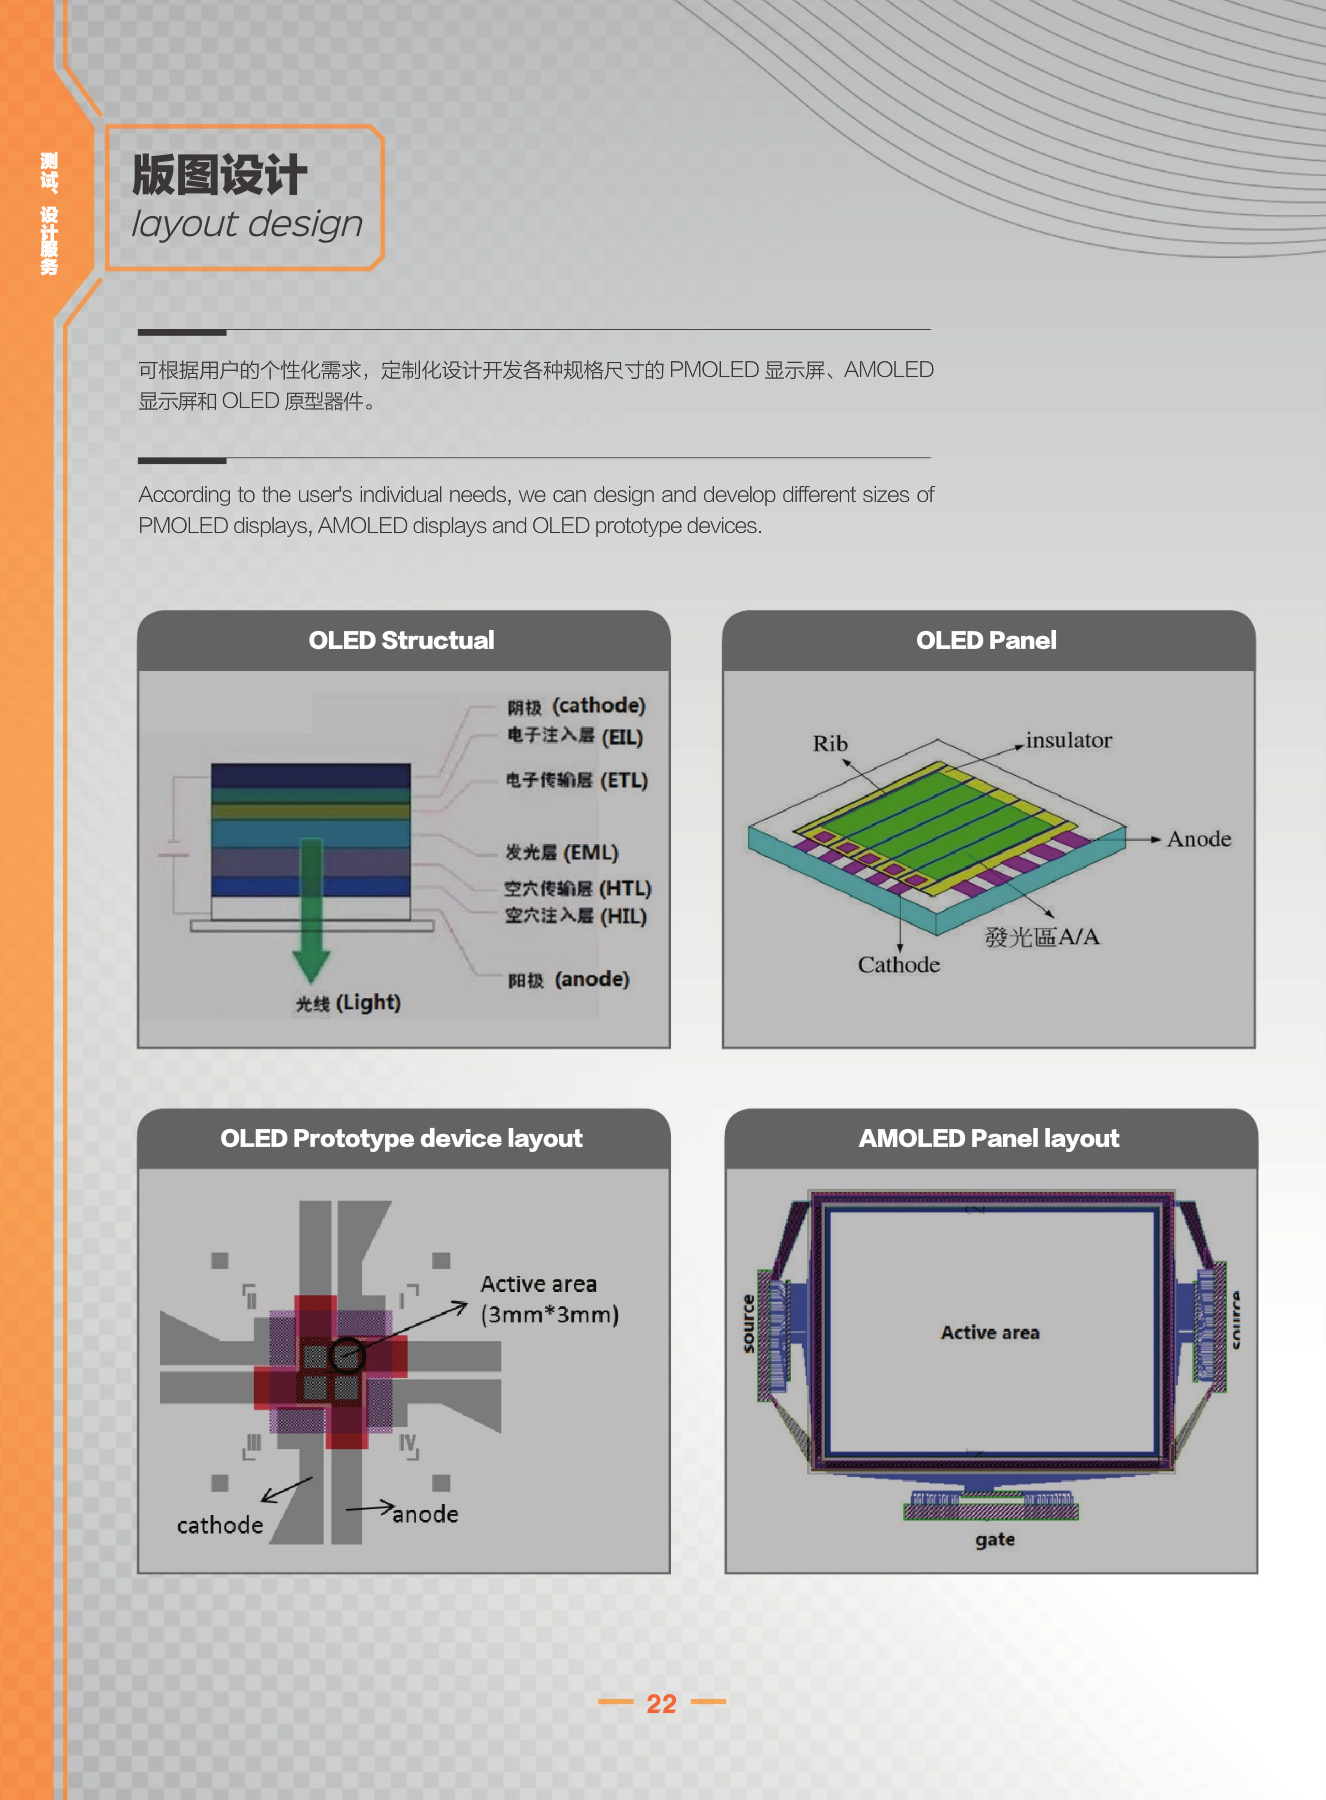 测试、设计服务
版图设计
layout design
可根据用户的个性化需求，定制化设计开发各种规格尺寸的 PMOLED 显示屏、AMOLED
显示屏和 OLED 原型器件。
According to the user's individual needs, we can design and develop different sizes of
PMOLED displays, AMOLED displays and OLED prototype devices.
OLED Structual
阴极 (cathode)
电子注入层 (EIL)
电子传输层 (ETL)
发光层 (EML)
空穴传输层 (HTL)
空穴注入层 (HIL)
阳极 (anode)
光线 (Light)
OLED Panel
Rib
insulator
Anode
發光區A/A
Cathode
OLED Prototype device layout
Active area
(3mm*3mm)
II
I
III
IV
cathode
anode
AMOLED Panel layout
source
Active area
source
gate
22